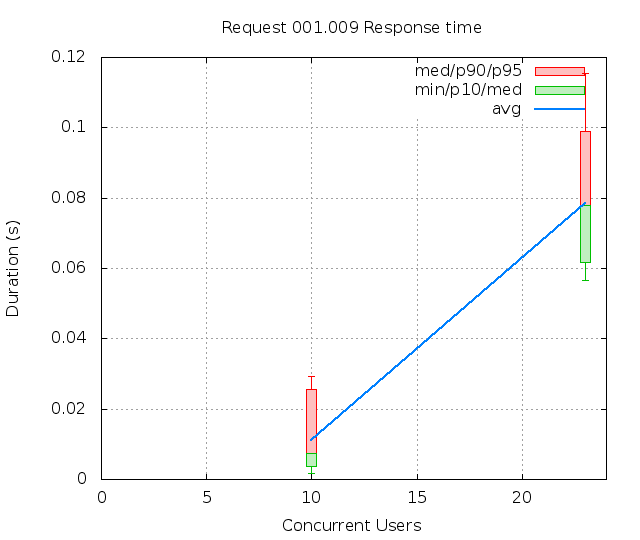 Request 001.009 Response time
0.12
0.1
0.08
0.06
0.04
0.02
0
Duration (s)
med/p90/p95
min/p10/med
avg
0 5 10 15 20
Concurrent Users